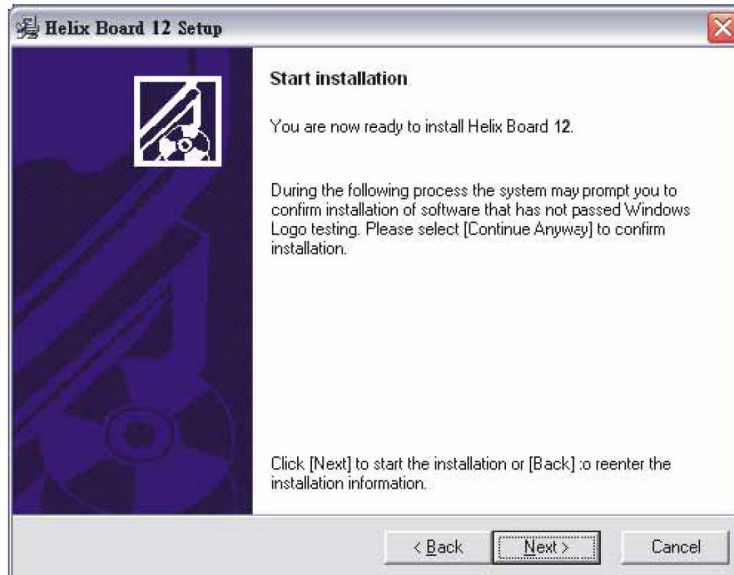 Helix Board 12 Setup
Start installation
You are now ready to install Helix Board 12.
During the following process the system may prompt you to
confirm installation of software that has not passed Windows
Logo testing. Please select [Continue Anyway] to confirm
installation.
Click [Next] to start the installation or [Back] :o reenter the
installation information.
< Back
Next >
Cancel